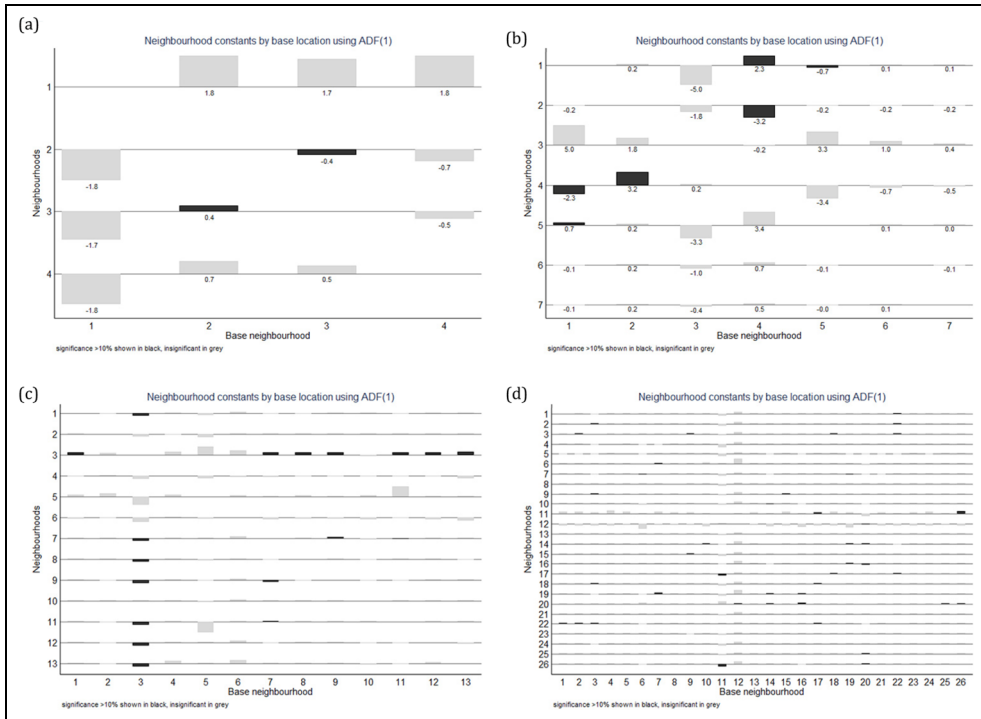 (a)
Neighbourhood constants by base location using ADF(1)
1
1.8 1.7 1.8
2
-1.8 -0.4 -0.7
3
-1.7 0.4 -0.5
4
-1.8 0.7 0.5
Neighbourhoods
1 2 3 4
Base neighbourhood
significance >10% shown in black, insignificant in grey
(b)
Neighbourhood constants by base location using ADF(1)
1 0.2 -5.0 2.3 -0.7 0.1 0.1
2 -0.2 -1.8 -3.2 -0.2 -0.2 -0.2
3 5.0 1.8 -0.2 3.3 1.0 0.4
4 -2.3 3.2 0.2 -3.4 -0.7 -0.5
5 0.7 0.2 -3.3 3.4 0.1 0.0
6 -0.1 0.2 -1.0 0.7 -0.1 -0.1
7 -0.1 0.2 -0.4 0.5 -0.0 0.1
Neighbourhoods
1 2 3 4 5 6 7
Base neighbourhood
significance >10% shown in black, insignificant in grey
(c)
Neighbourhood constants by base location using ADF(1)
1
2
3
4
5
6
7
8
9
10
11
12
13
Neighbourhoods
1 2 3 4 5 6 7 8 9 10 11 12 13
Base neighbourhood
significance >10% shown in black, insignificant in grey
(d)
Neighbourhood constants by base location using ADF(1)
1
2
3
4
5
6
7
8
9
10
11
12
13
14
15
16
17
18
19
20
21
22
23
24
25
26
Neighbourhoods
1 2 3 4 5 6 7 8 9 10 11 12 13 14 15 16 17 18 19 20 21 22 23 24 25 26
Base neighbourhood
significance >10% shown in black, insignificant in grey